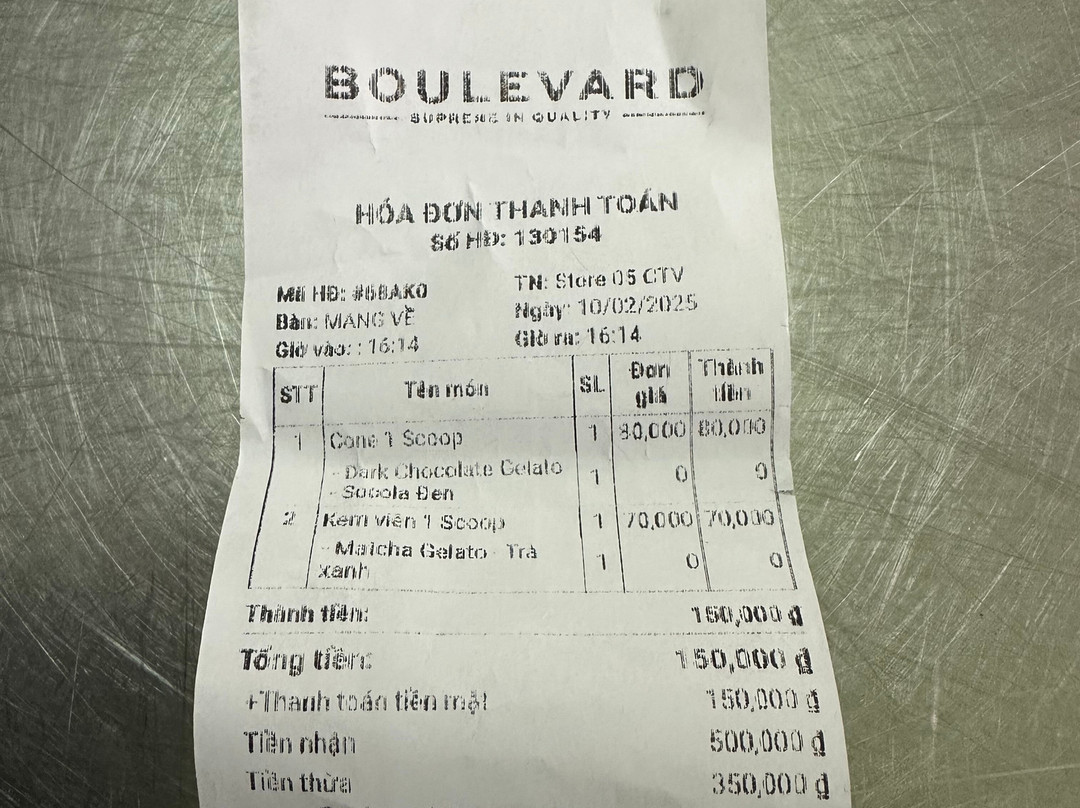 BOULEVARD
SUPREME IN QUALITY
HÓA ĐƠN THANH TOÁN
Số HĐ: 130154
Mã HĐ: #6BAK0 TN: Store 05 CTV
Bàn: MANG VỀ Ngày: 10/02/2025
Giờ vào: : 16:14 Giờ ra: 16:14
STT Tên món SL Đơn giá Thành tiền
1 Cone 1 Scoop 1 80,000 80,000
- Dark Chocolate Gelato 1 0 0
- Socola Đen
2 Kem viên 1 Scoop 1 70,000 70,000
- Matcha Gelato - Trà 1 0 0
xanh
Thành tiền: 150,000 ₫
Tổng tiền: 150,000 ₫
+Thanh toán tiền mặt 150,000 ₫
Tiền nhận 500,000 ₫
Tiền thừa 350,000 ₫